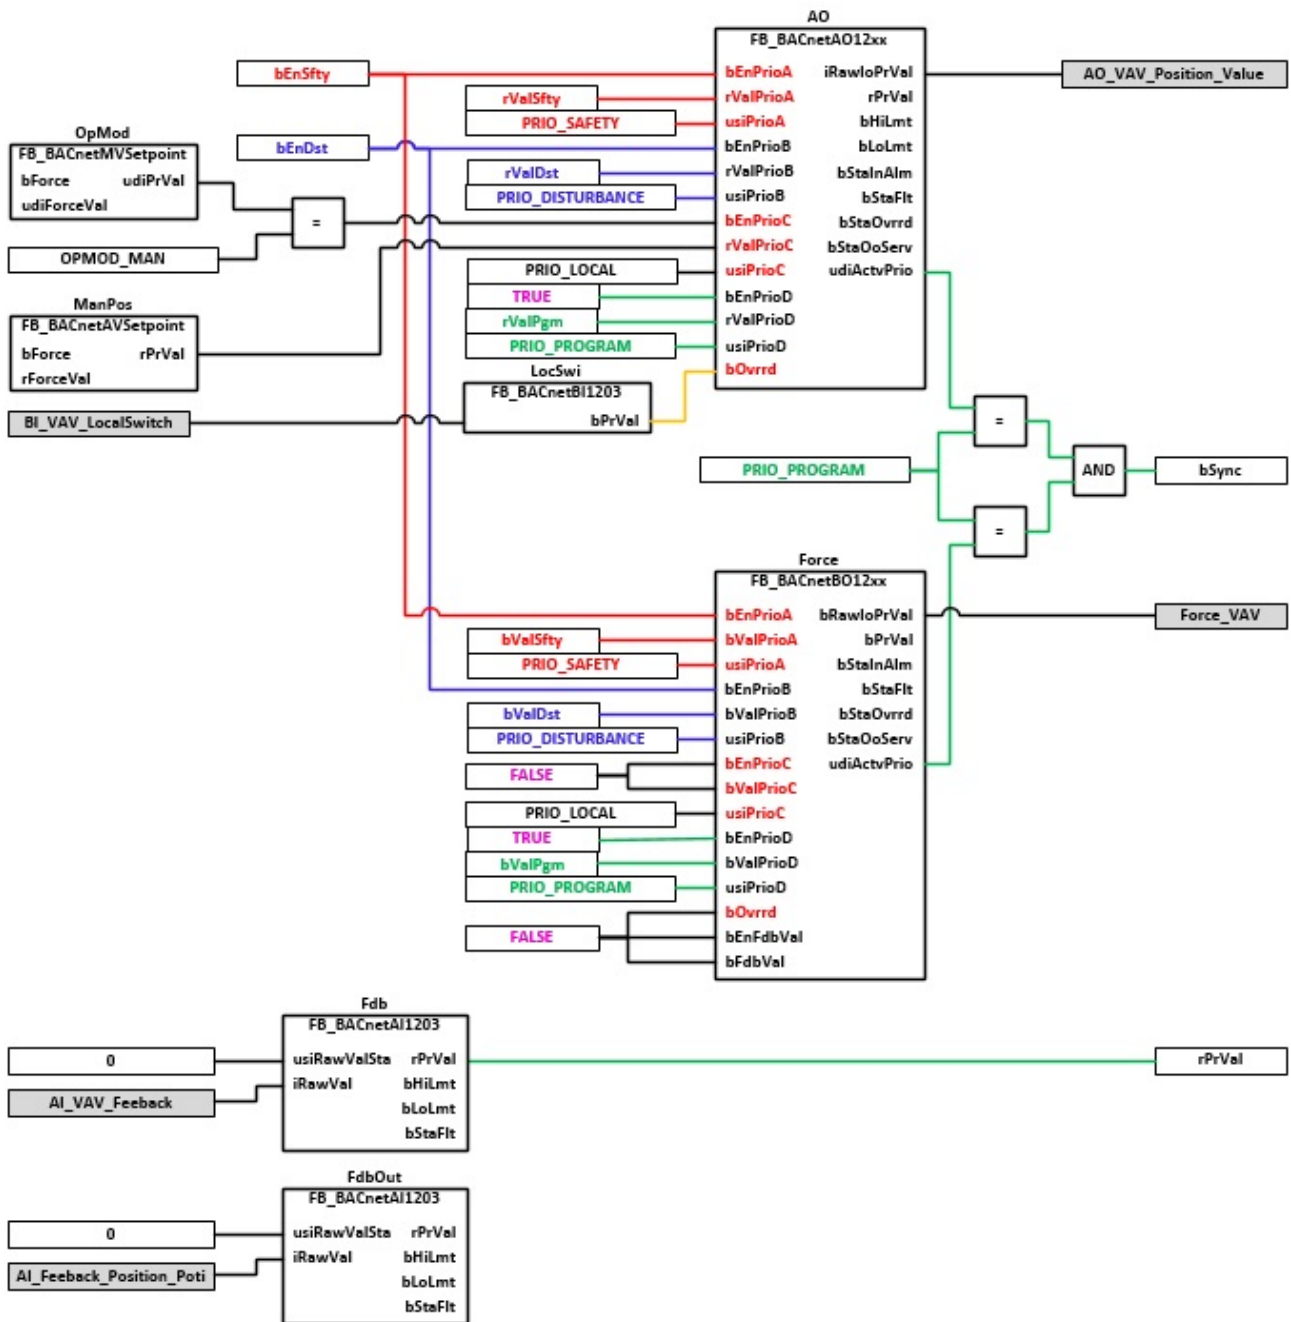 AO
FB_BACnetAO12xx
bEnSfty
bEnPrioA iRawIoPrVal
AO_VAV_Position_Value
rValSfty
rValPrioA rPrVal
PRIO_SAFETY
usiPrioA bHiLmt
OpMod
FB_BACnetMVSetpoint
bForce udiPrVal
udiForceVal
bEnDst
bEnPrioB bLoLmt
rValDst
rValPrioB bStaInAlm
PRIO_DISTURBANCE
usiPrioB bStaFlt
=
bEnPrioC bStaOvrrd
OPMOD_MAN
rValPrioC bStaOoServ
PRIO_LOCAL
usiPrioC udiActvPrio
ManPos
FB_BACnetAVSetpoint
bForce rPrVal
rForceVal
TRUE
bEnPrioD
rValPgm
rValPrioD
PRIO_PROGRAM
usiPrioD
bOvrrd
LocSwi
FB_BACnetBI1203
bPrVal
BI_VAV_LocalSwitch
=
PRIO_PROGRAM
AND
bSync
=
Force
FB_BACnetBO12xx
bEnPrioA bRawIoPrVal
Force_VAV
bValSfty
bValPrioA bPrVal
PRIO_SAFETY
usiPrioA bStaInAlm
bEnPrioB bStaFlt
bValDst
bValPrioB bStaOvrrd
PRIO_DISTURBANCE
usiPrioB bStaOoServ
FALSE
bEnPrioC udiActvPrio
bValPrioC
PRIO_LOCAL
usiPrioC
TRUE
bEnPrioD
bValPgm
bValPrioD
PRIO_PROGRAM
usiPrioD
bOvrrd
FALSE
bEnFdbVal
bFdbVal
Fdb
FB_BACnetAI1203
0
usiRawValSta rPrVal
rPrVal
AI_VAV_Feeback
iRawVal bHiLmt
bLoLmt
bStaFlt
FdbOut
FB_BACnetAI1203
0
usiRawValSta rPrVal
AI_Feeback_Position_Poti
iRawVal bHiLmt
bLoLmt
bStaFlt